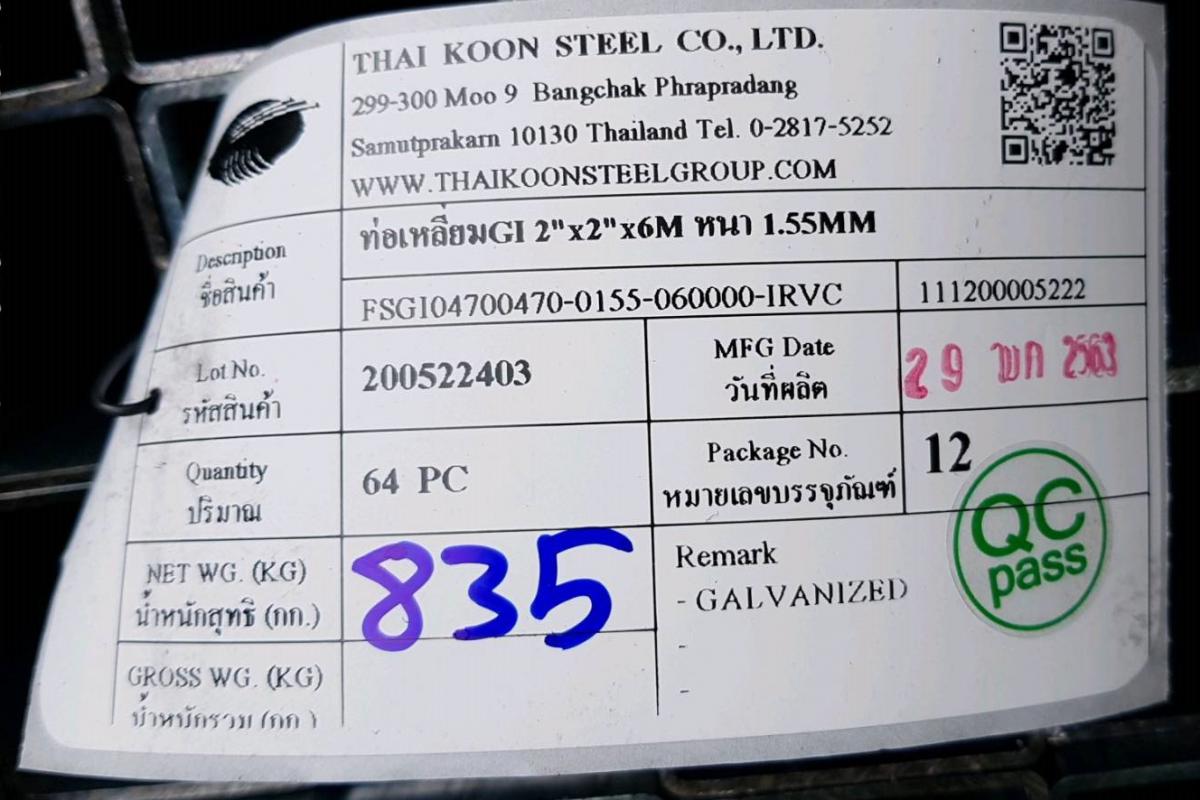 THAI KOON STEEL CO., LTD.
299-300 Moo 9 Bangchak Phrapradang
Samutprakarn 10130 Thailand Tel. 0-2817-5252
WWW.THAIKOONSTEELGROUP.COM
Description
ชื่อสินค้า
ท่อเหลี่ยมGI 2"x2"x6M หนา 1.55MM
FSGI04700470-0155-060000-IRVC
111200005222
Lot No.
รหัสสินค้า
200522403
MFG Date
วันที่ผลิต
29 พค 2563
Quantity
ปริมาณ
64 PC
Package No.
หมายเลขบรรจุภัณฑ์
12
QC
pass
NET WG. (KG)
น้ำหนักสุทธิ (กก.)
835
Remark
- GALVANIZED
-
-
GROSS WG. (KG)
น้ำหนักรวม (กก.)